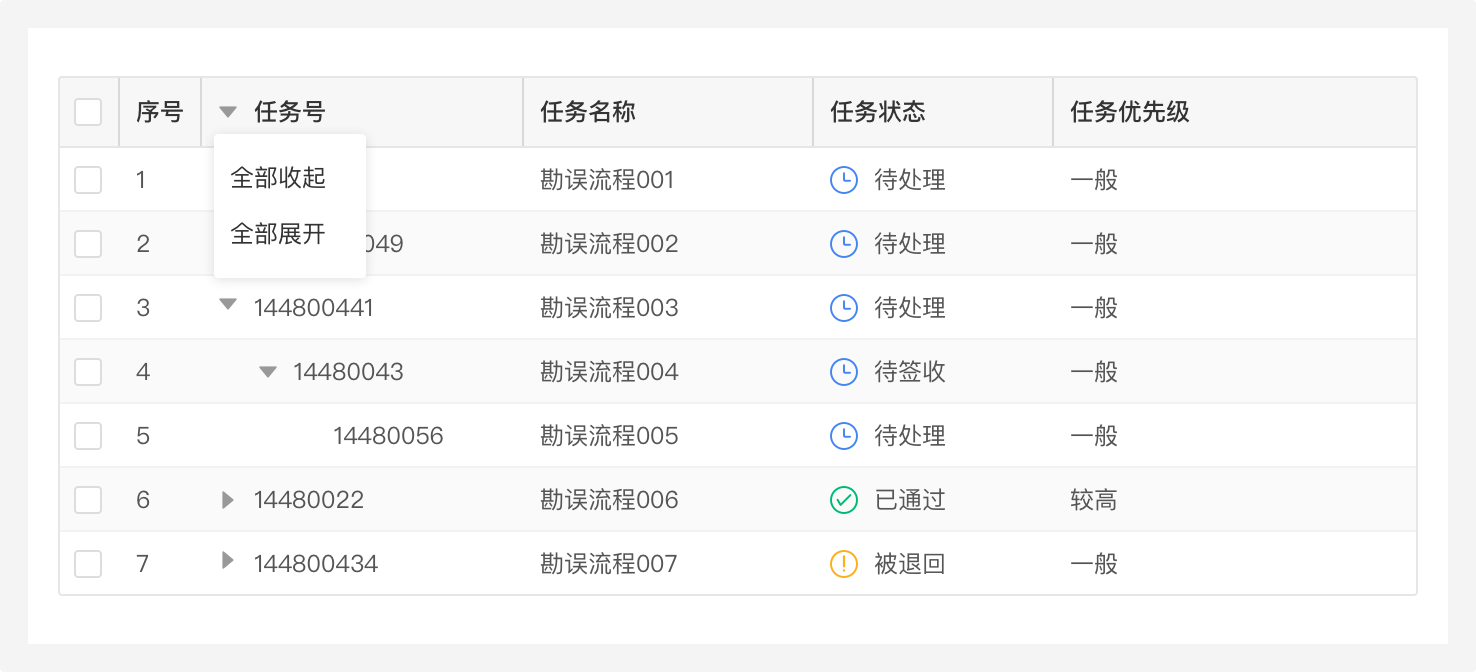 序号 任务号 任务名称 任务状态 任务优先级
全部收起
全部展开
1 勘误流程001 待处理 一般
2 049 勘误流程002 待处理 一般
3 144800441 勘误流程003 待处理 一般
4 14480043 勘误流程004 待签收 一般
5 14480056 勘误流程005 待处理 一般
6 14480022 勘误流程006 已通过 较高
7 144800434 勘误流程007 被退回 一般